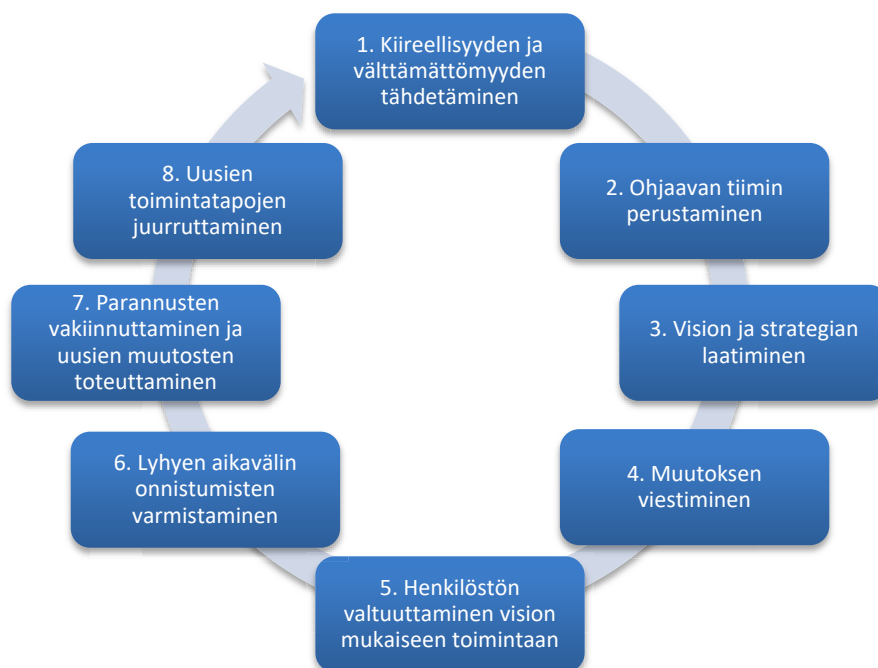 1. Kiireellisyyden ja
välttämättömyyden
tähdetäminen
2. Ohjaavan tiimin
perustaminen
3. Vision ja strategian
laatiminen
4. Muutoksen
viestiminen
5. Henkilöstön
valtuuttaminen vision
mukaiseen toimintaan
6. Lyhyen aikavälin
onnistumisten
varmistaminen
7. Parannusten
vakiinnuttaminen ja
uusien muutosten
toteuttaminen
8. Uusien
toimintatapojen
juurruttaminen